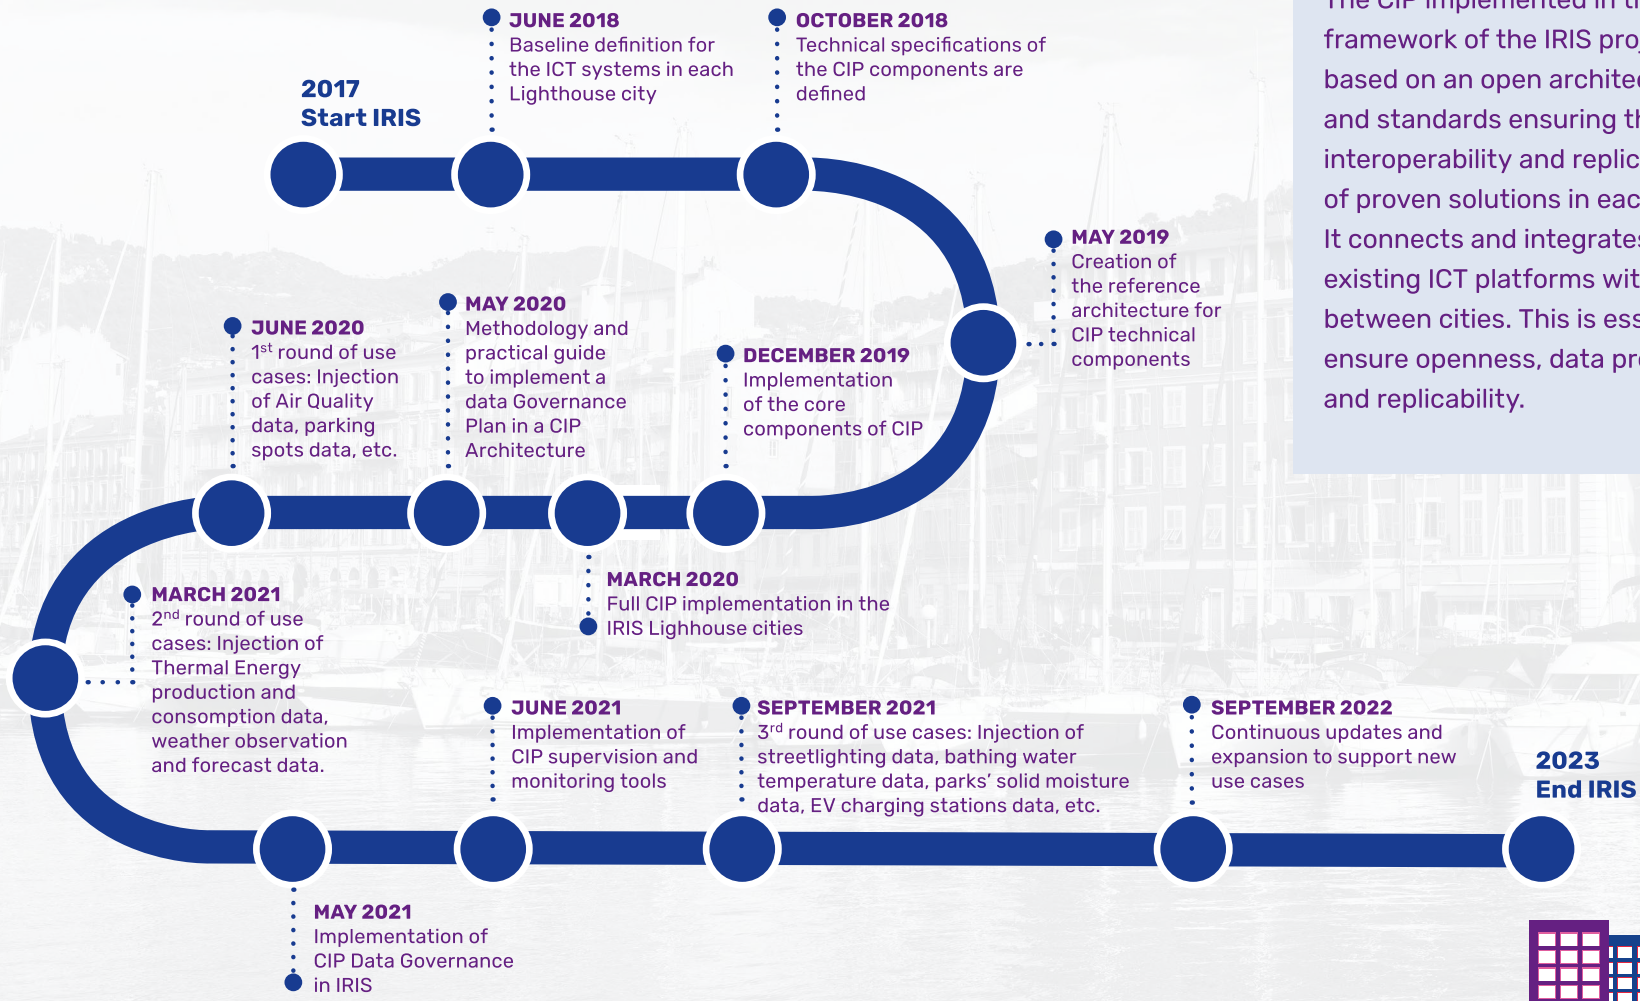 2017
Start IRIS
JUNE 2018
Baseline definition for
the ICT systems in each
Lighthouse city
OCTOBER 2018
Technical specifications of
the CIP components are
defined
MAY 2019
Creation of
the reference
architecture for
CIP technical
components
DECEMBER 2019
Implementation
of the core
components of CIP
MARCH 2020
Full CIP implementation in the
IRIS Lighhouse cities
MAY 2020
Methodology and
practical guide
to implement a
data Governance
Plan in a CIP
Architecture
JUNE 2020
1st round of use
cases: Injection
of Air Quality
data, parking
spots data, etc.
MARCH 2021
2nd round of use
cases: Injection of
Thermal Energy
production and
consomption data,
weather observation
and forecast data.
MAY 2021
Implementation of
CIP Data Governance
in IRIS
JUNE 2021
Implementation of
CIP supervision and
monitoring tools
SEPTEMBER 2021
3rd round of use cases: Injection of
streetlighting data, bathing water
temperature data, parks’ solid moisture
data, EV charging stations data, etc.
SEPTEMBER 2022
Continuous updates and
expansion to support new
use cases
2023
End IRIS
The CIP implemented in
framework of the IRIS
based on an open
and standards ensuring
interoperability and
of proven solutions in
It connects and
existing ICT platforms
between cities. This is
ensure openness, data
and replicability.